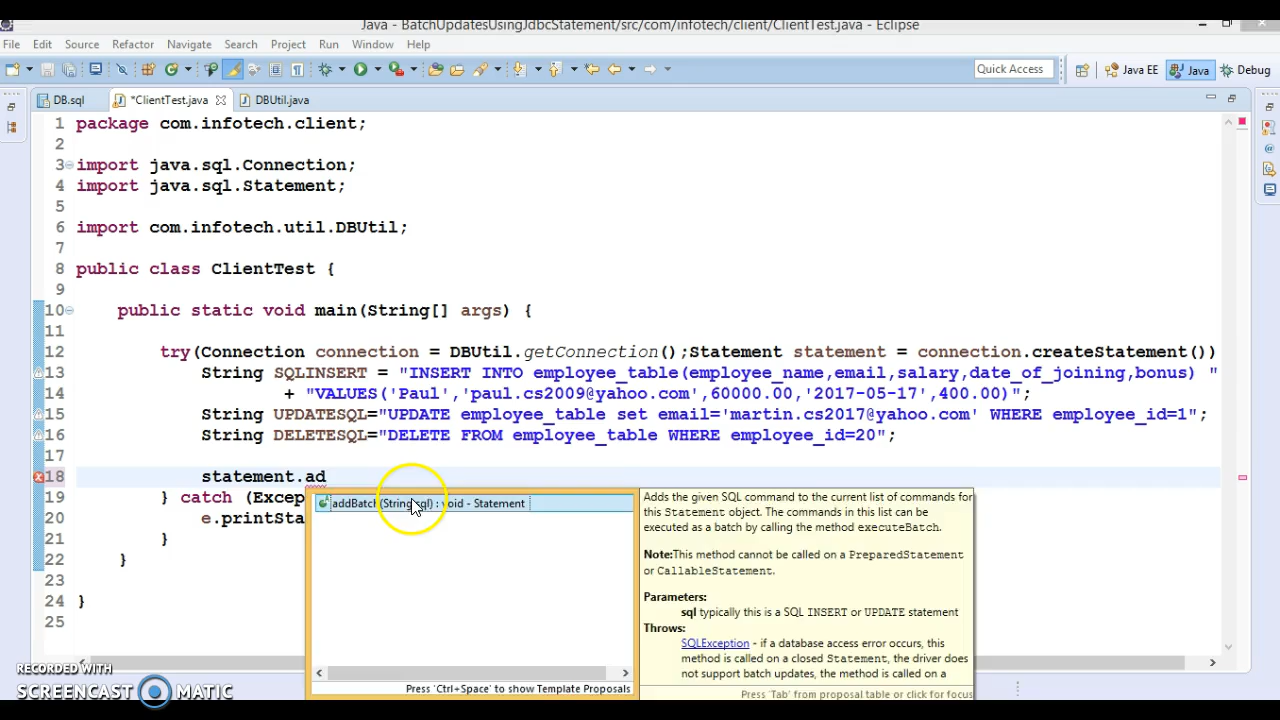 Java - BatchUpdatesUsingJdbcStatement/src/com/infotech/client/ClientTest.java - Eclipse
File Edit Source Refactor Navigate Search Project Run Window Help
Quick Access Java EE Java Debug
DB.sql *ClientTest.java DBUtil.java
1 package com.infotech.client;
2
3 import java.sql.Connection;
4 import java.sql.Statement;
5
6 import com.infotech.util.DBUtil;
7
8 public class ClientTest {
9
10 public static void main(String[] args) {
11
12 try(Connection connection = DBUtil.getConnection();Statement statement = connection.createStatement())
13 String SQLINSERT = "INSERT INTO employee_table(employee_name,email,salary,date_of_joining,bonus) "
14 + "VALUES('Paul','paul.cs2009@yahoo.com',60000.00,'2017-05-17',400.00)";
15 String UPDATESQL="UPDATE employee_table set email='martin.cs2017@yahoo.com' WHERE employee_id=1";
16 String DELETESQL="DELETE FROM employee_table WHERE employee_id=20";
17
18 statement.ad
19 } catch (Excep
20 e.printSta
21 }
22 }
23
24 }
25
addBatch(String sql) : void - Statement
Press 'Ctrl+Space' to show Template Proposals
Adds the given SQL command to the current list of commands for
this Statement object. The commands in this list can be
executed as a batch by calling the method executeBatch.
Note:This method cannot be called on a PreparedStatement
or CallableStatement.
Parameters:
sql typically this is a SQL INSERT or UPDATE statement
Throws:
SQLException - if a database access error occurs, this
method is called on a closed Statement, the driver does
not support batch updates, the method is called on a
Press 'Tab' from proposal table or click for focus
RECORDED WITH
SCREENCAST MATIC